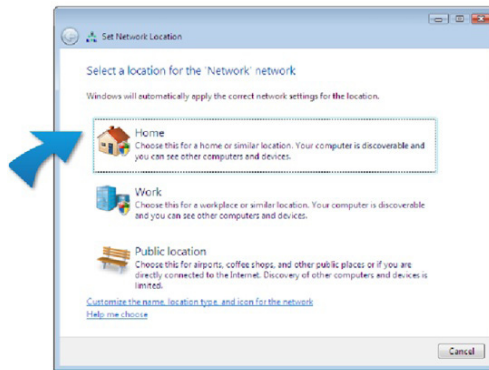 Set Network Location
Select a location for the 'Network' network
Windows will automatically apply the correct network settings for the location.
Home
Choose this for a home or similar location. Your computer is discoverable and
you can see other computers and devices.
Work
Choose this for a workplace or similar location. Your computer is discoverable
and you can see other computers and devices.
Public location
Choose this for airports, coffee shops, and other public places or if you are
directly connected to the Internet. Discovery of other computers and devices is
limited.
Customize the name, location type, and icon for the network
Help me choose
Cancel